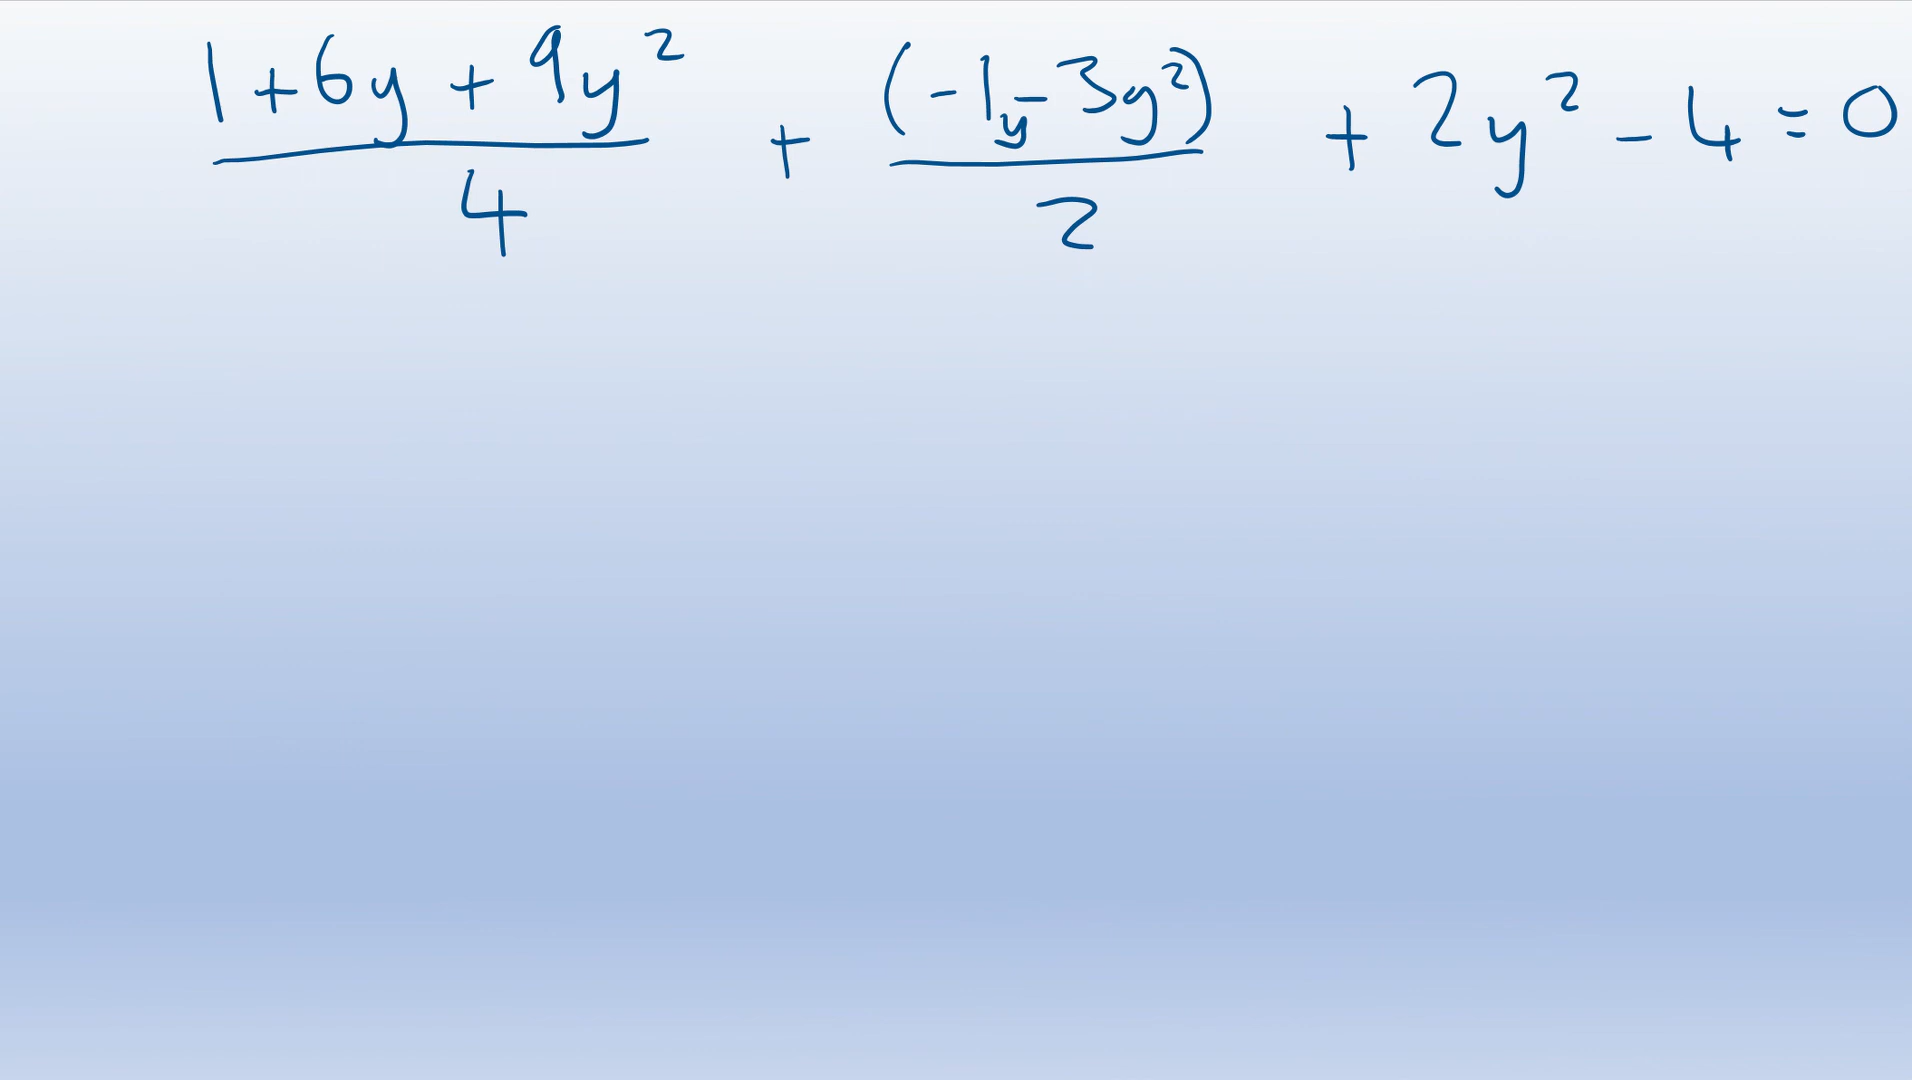 (1+6y+9y²)/4 + (-1y-3y²)/2 + 2y² - 4 = 0